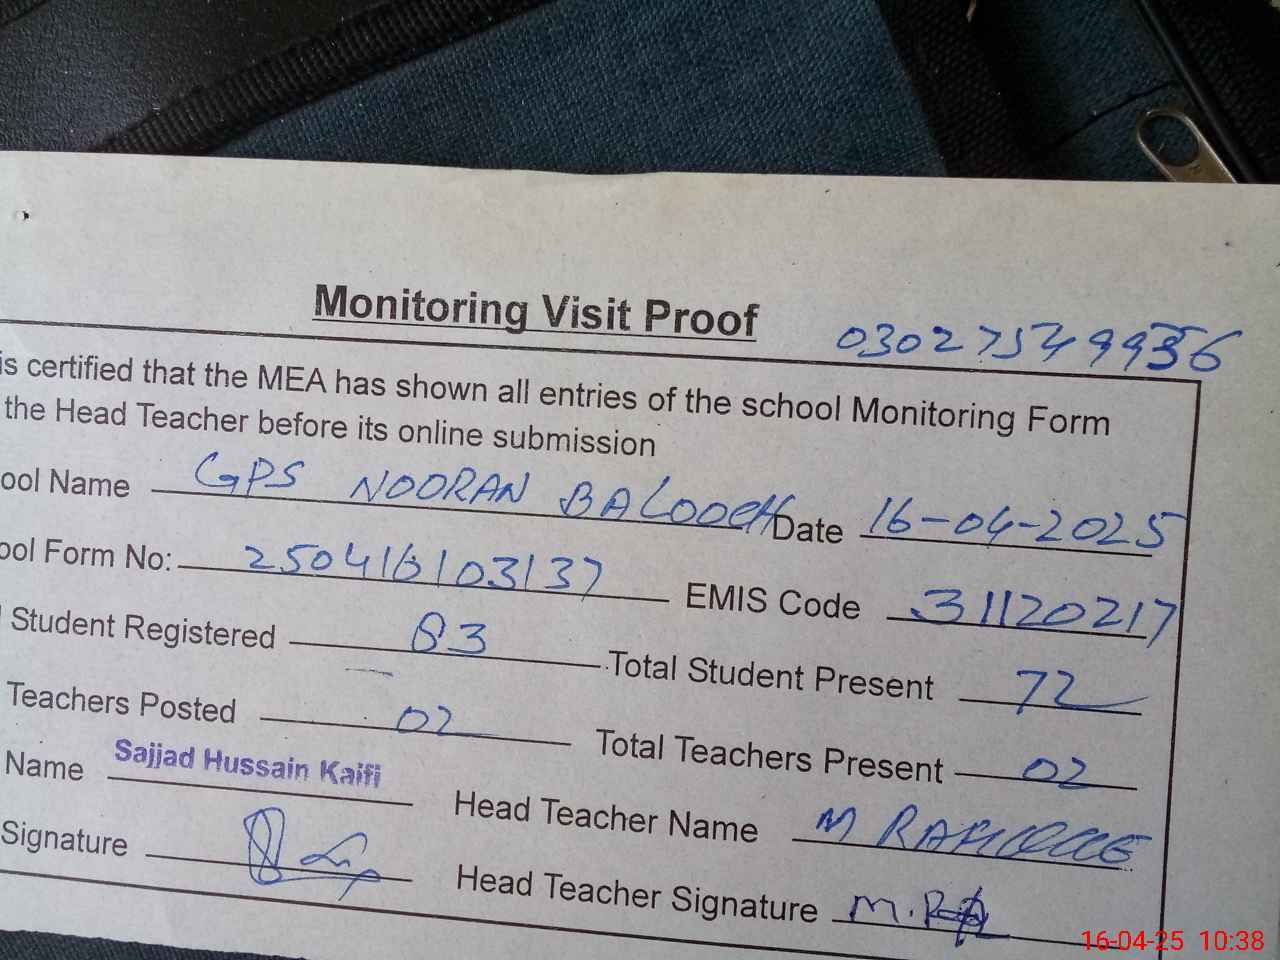 Monitoring Visit Proof
is certified that the MEA has shown all entries of the school Monitoring Form
the Head Teacher before its online submission
ool Name GPS NOORAN BALOOCH Date 16-04-2025
ool Form No: 250416103137 EMIS Code 31120217
Student Registered 83 Total Student Present 72
Teachers Posted 02 Total Teachers Present 02
Name Sajjad Hussain Kaifi Head Teacher Name M
Signature Head Teacher Signature
16-04-25 10:38